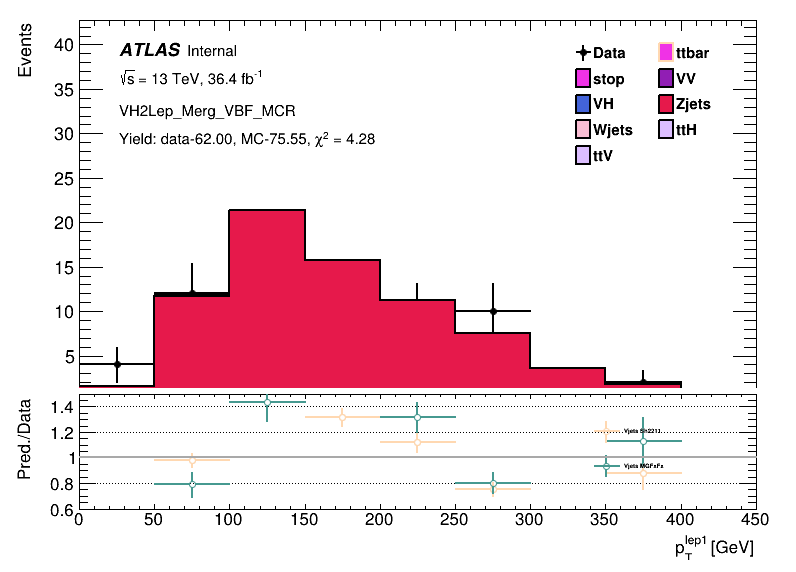 Events
40
35
30
25
20
15
10
5
ATLAS Internal
√s = 13 TeV, 36.4 fb⁻¹
VH2Lep_Merg_VBF_MCR
Yield: data-62.00, MC-75.55, χ² = 4.28
Data
ttbar
stop
VV
VH
Zjets
Wjets
ttH
ttV
Pred./Data
1.4
1.2
1
0.8
0.6
Vjets Sh2211
Vjets MGFxFx
0 50 100 150 200 250 300 350 400 450
p_T^lep1 [GeV]